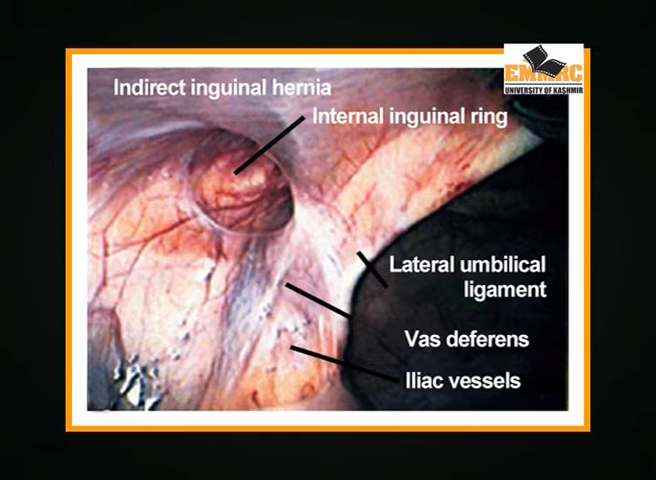 EMMRC
UNIVERSITY OF KASHMIR
Indirect inguinal hernia
Internal inguinal ring
Lateral umbilical
ligament
Vas deferens
Iliac vessels